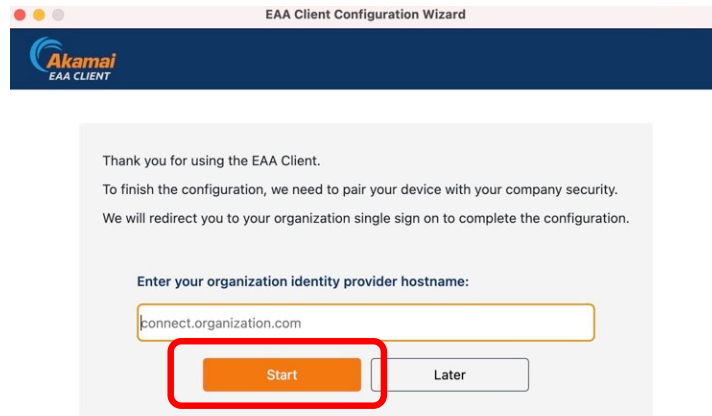 EAA Client Configuration Wizard
Akamai
EAA CLIENT
Thank you for using the EAA Client.
To finish the configuration, we need to pair your device with your company security.
We will redirect you to your organization single sign on to complete the configuration.
Enter your organization identity provider hostname:
connect.organization.com
Start
Later